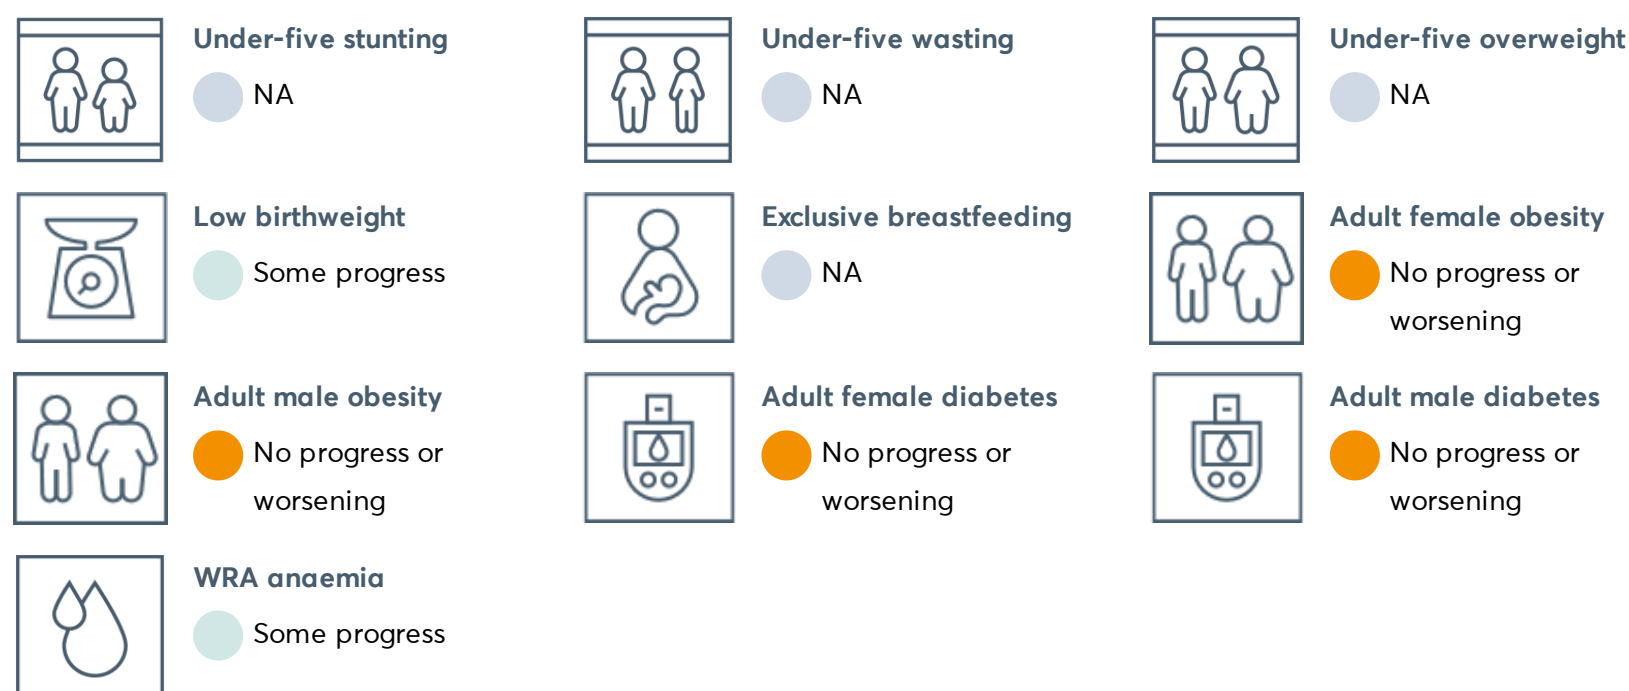 Under-five stunting
NA
Under-five wasting
NA
Under-five overweight
NA
Low birthweight
Some progress
Exclusive breastfeeding
NA
Adult female obesity
No progress or
worsening
Adult male obesity
No progress or
worsening
Adult female diabetes
No progress or
worsening
Adult male diabetes
No progress or
worsening
WRA anaemia
Some progress